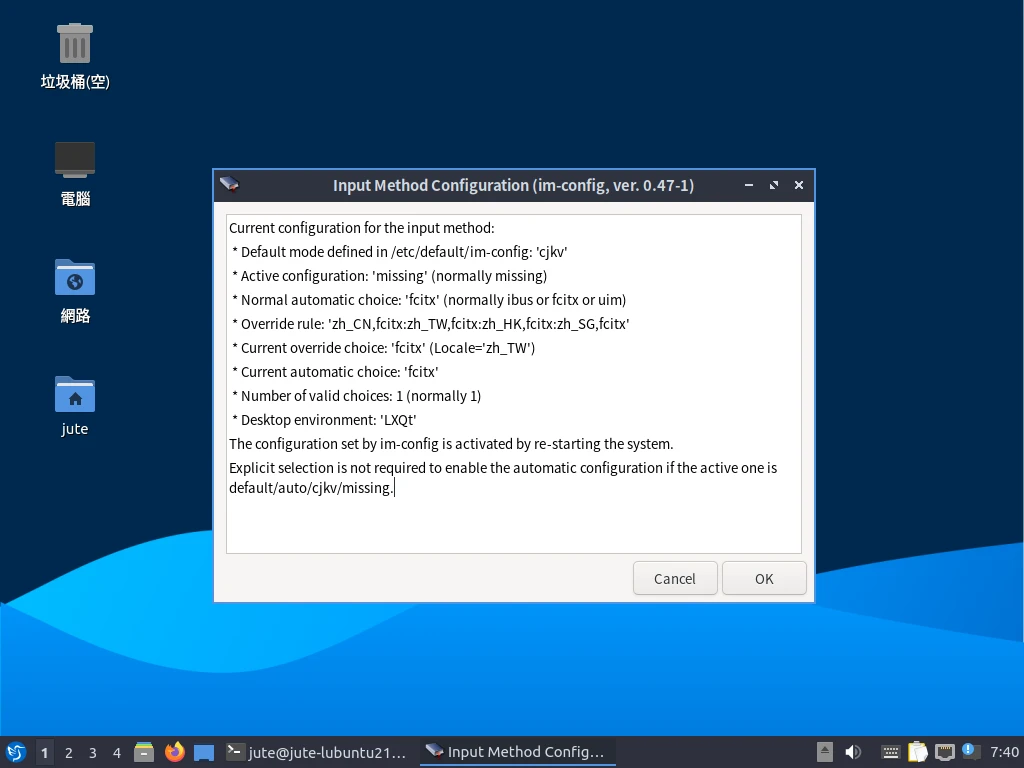 垃圾桶(空)
電腦
網路
jute
Input Method Configuration (im-config, ver. 0.47-1)
Current configuration for the input method:
* Default mode defined in /etc/default/im-config: 'cjkv'
* Active configuration: 'missing' (normally missing)
* Normal automatic choice: 'fcitx' (normally ibus or fcitx or uim)
* Override rule: 'zh_CN,fcitx:zh_TW,fcitx:zh_HK,fcitx:zh_SG,fcitx'
* Current override choice: 'fcitx' (Locale='zh_TW')
* Current automatic choice: 'fcitx'
* Number of valid choices: 1 (normally 1)
* Desktop environment: 'LXQt'
The configuration set by im-config is activated by re-starting the system.
Explicit selection is not required to enable the automatic configuration if the active one is
default/auto/cjkv/missing.
Cancel OK
1 2 3 4 jute@jute-lubuntu21... Input Method Config... 7:40